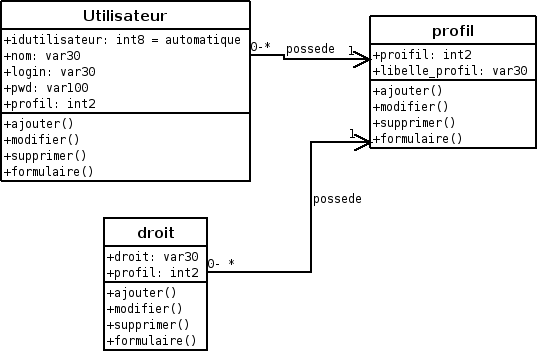 Utilisateur
+idutilisateur: int8 = automatique
+nom: var30
+login: var30
+pwd: var100
+profil: int2
+ajouter()
+modifier()
+supprimer()
+formulaire()
0-*
possede
1
profil
+proifil: int2
+libelle_profil: var30
+ajouter()
+modifier()
+supprimer()
+formulaire()
1
possede
droit
+droit: var30
+profil: int2
+ajouter()
+modifier()
+supprimer()
+formulaire()
0- *